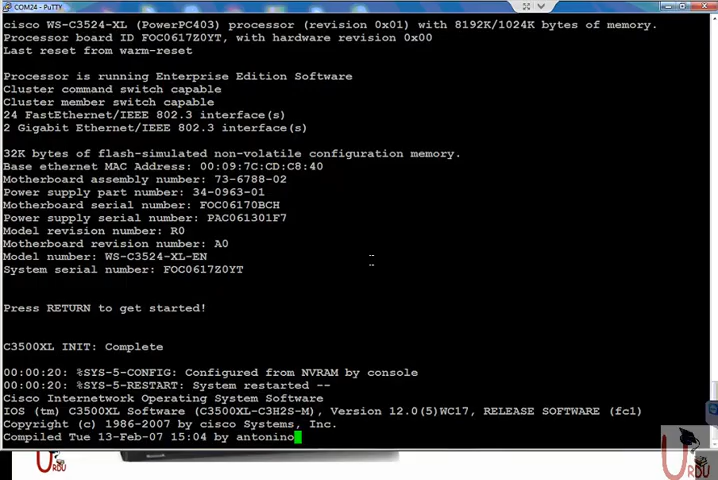 COM24 - PuTTY
cisco WS-C3524-XL (PowerPC403) processor (revision 0x01) with 8192K/1024K bytes of memory.
Processor board ID FOC0617Z0YT, with hardware revision 0x00
Last reset from warm-reset
Processor is running Enterprise Edition Software
Cluster command switch capable
Cluster member switch capable
24 FastEthernet/IEEE 802.3 interface(s)
2 Gigabit Ethernet/IEEE 802.3 interface(s)
32K bytes of flash-simulated non-volatile configuration memory.
Base ethernet MAC Address: 00:09:7C:CD:C8:40
Motherboard assembly number: 73-6788-02
Power supply part number: 34-0963-01
Motherboard serial number: FOC06170BCH
Power supply serial number: PAC061301F7
Model revision number: R0
Motherboard revision number: A0
Model number: WS-C3524-XL-EN
System serial number: FOC0617Z0YT
Press RETURN to get started!
C3500XL INIT: Complete
00:00:20: %SYS-5-CONFIG: Configured from NVRAM by console
00:00:20: %SYS-5-RESTART: System restarted --
Cisco Internetwork Operating System Software
IOS (tm) C3500XL Software (C3500XL-C3H2S-M), Version 12.0(5)WC17, RELEASE SOFTWARE (fc1)
Copyright (c) 1986-2007 by cisco Systems, Inc.
Compiled Tue 13-Feb-07 15:04 by antonino
URDU
URDU